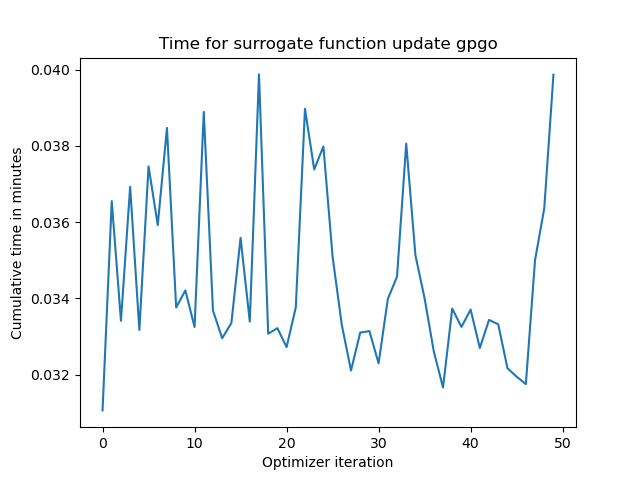 Time for surrogate function update gpgo
Cumulative time in minutes
0.040
0.038
0.036
0.034
0.032
0 10 20 30 40 50
Optimizer iteration